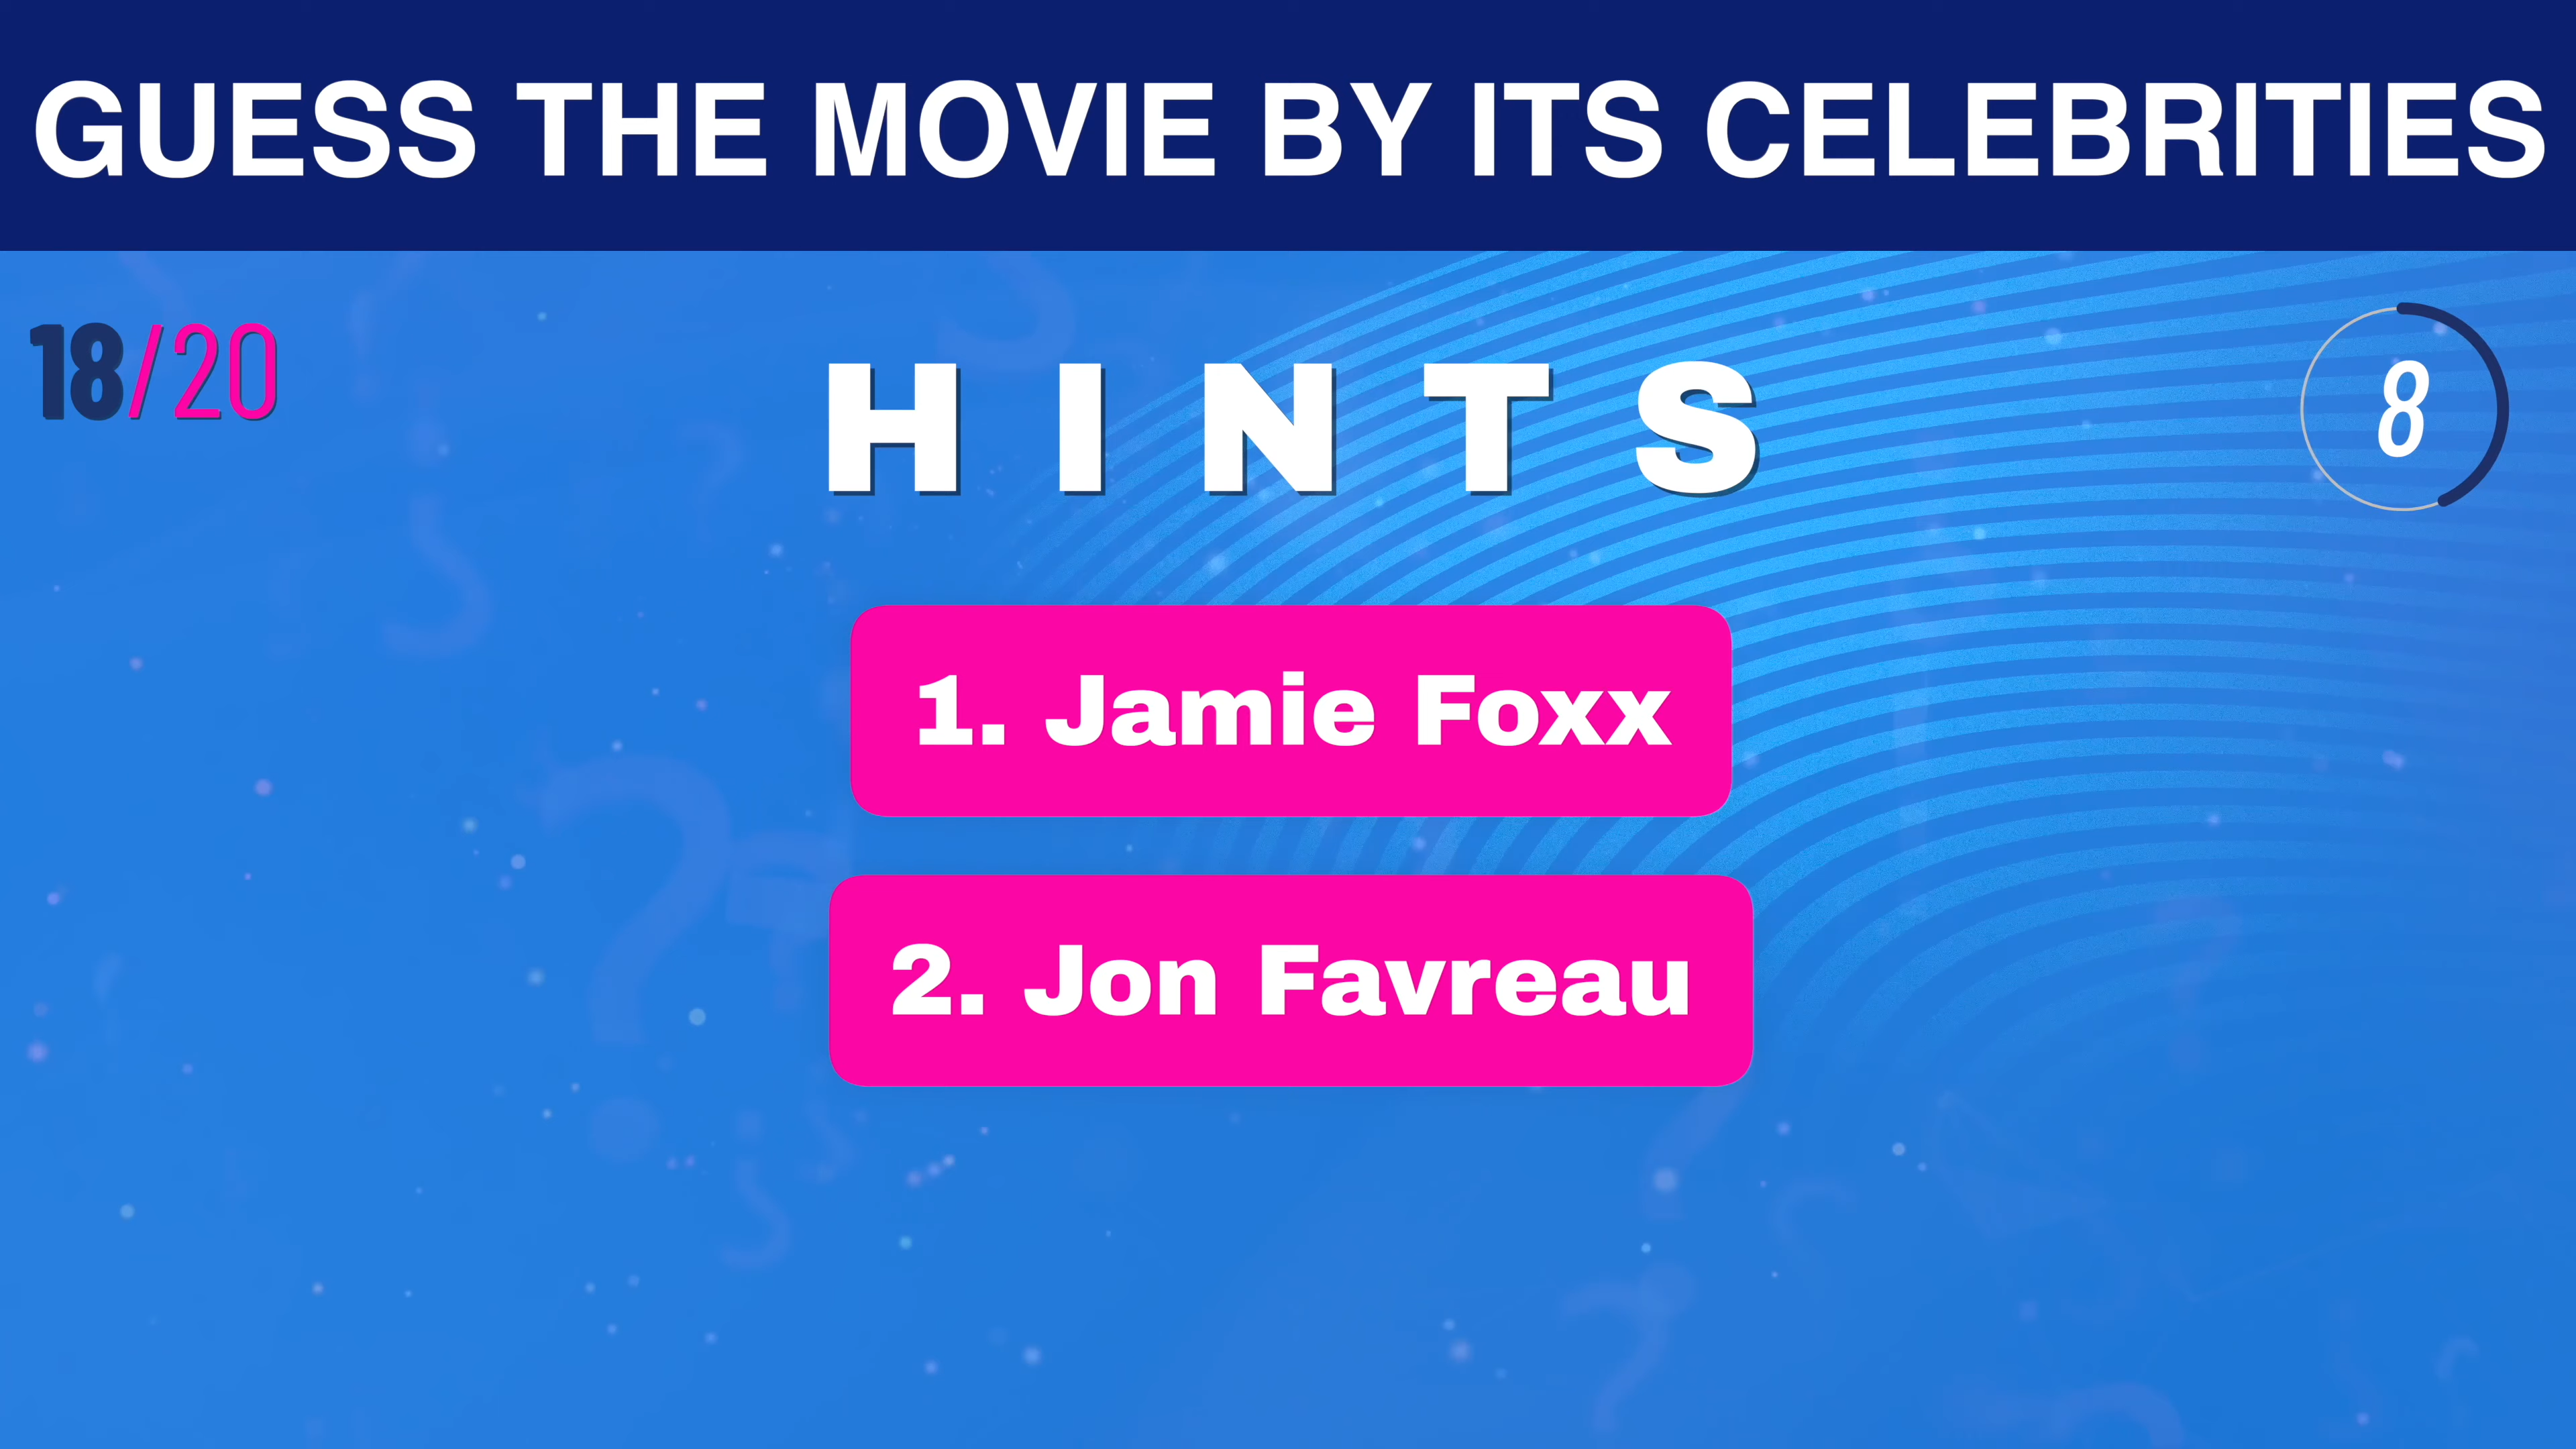 GUESS THE MOVIE BY ITS CELEBRITIES
18/20
HINTS
8
1. Jamie Foxx
2. Jon Favreau